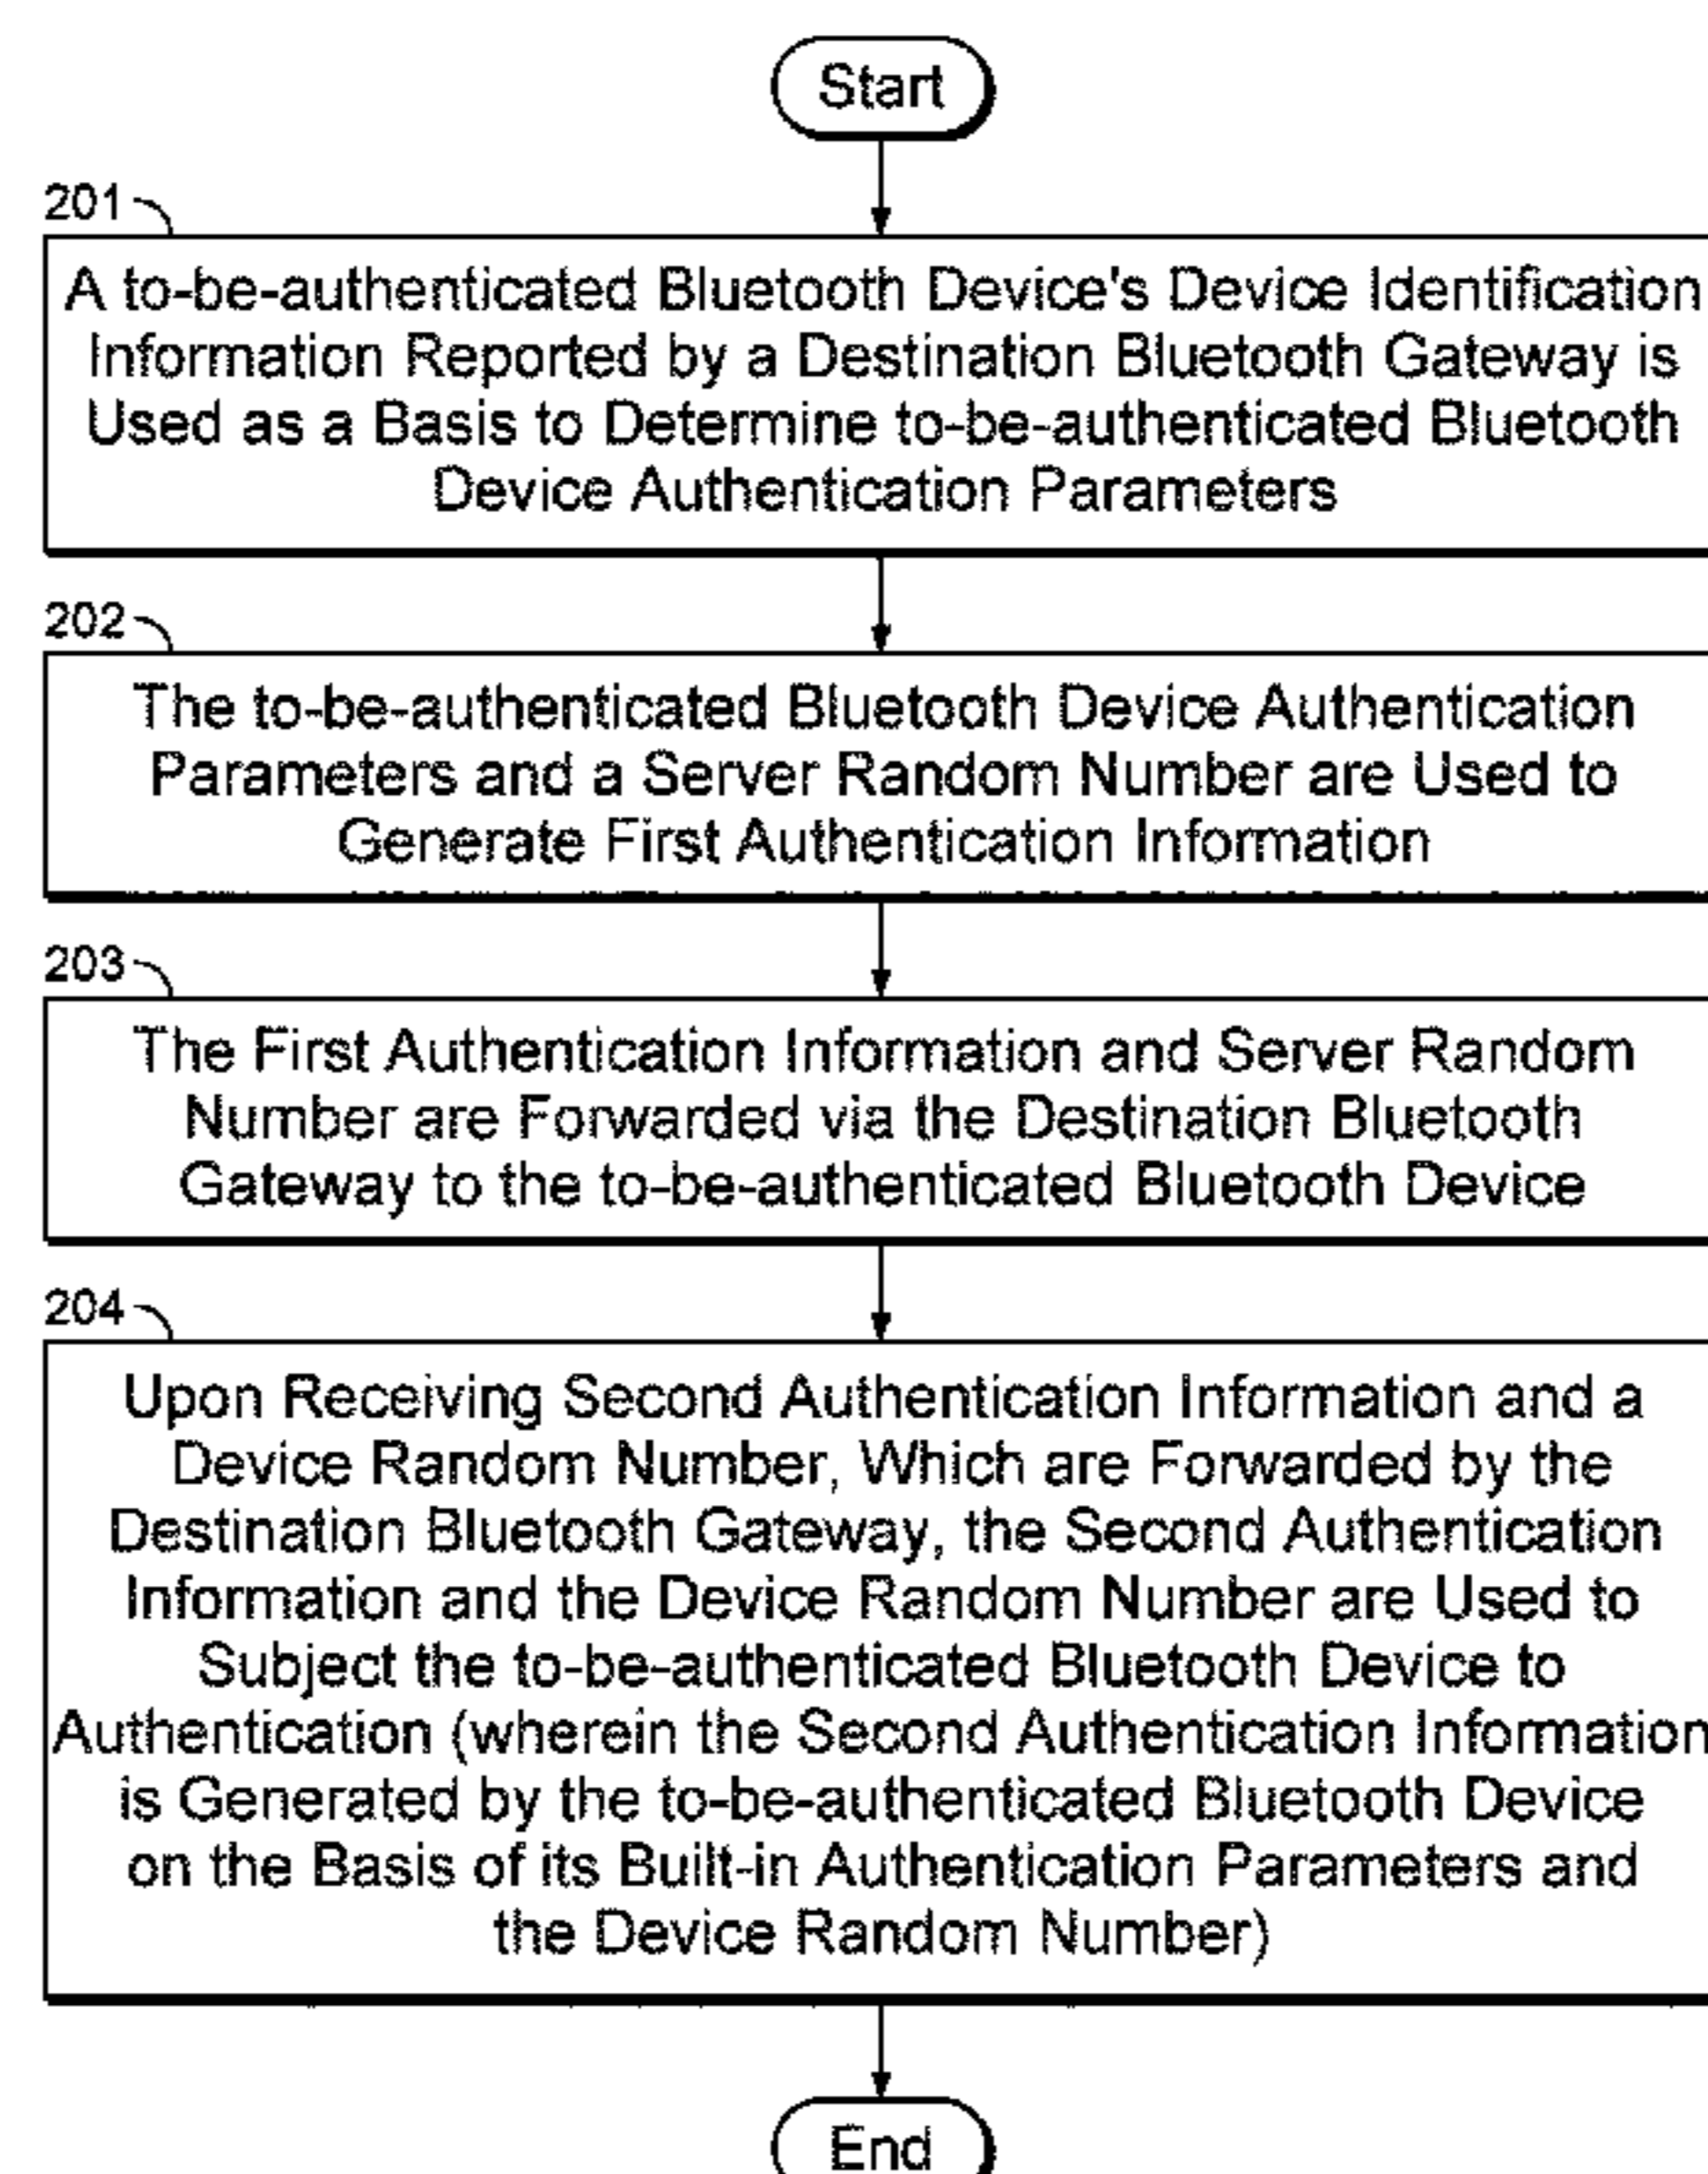 Start
201
A to-be-authenticated Bluetooth Device's Device Identification
Information Reported by a Destination Bluetooth Gateway is
Used as a Basis to Determine to-be-authenticated Bluetooth
Device Authentication Parameters
202
The to-be-authenticated Bluetooth Device Authentication
Parameters and a Server Random Number are Used to
Generate First Authentication Information
203
The First Authentication Information and Server Random
Number are Forwarded via the Destination Bluetooth
Gateway to the to-be-authenticated Bluetooth Device
204
Upon Receiving Second Authentication Information and a
Device Random Number, Which are Forwarded by the
Destination Bluetooth Gateway, the Second Authentication
Information and the Device Random Number are Used to
Subject the to-be-authenticated Bluetooth Device to
Authentication (wherein the Second Authentication Information
is Generated by the to-be-authenticated Bluetooth Device
on the Basis of its Built-in Authentication Parameters and
the Device Random Number)
End